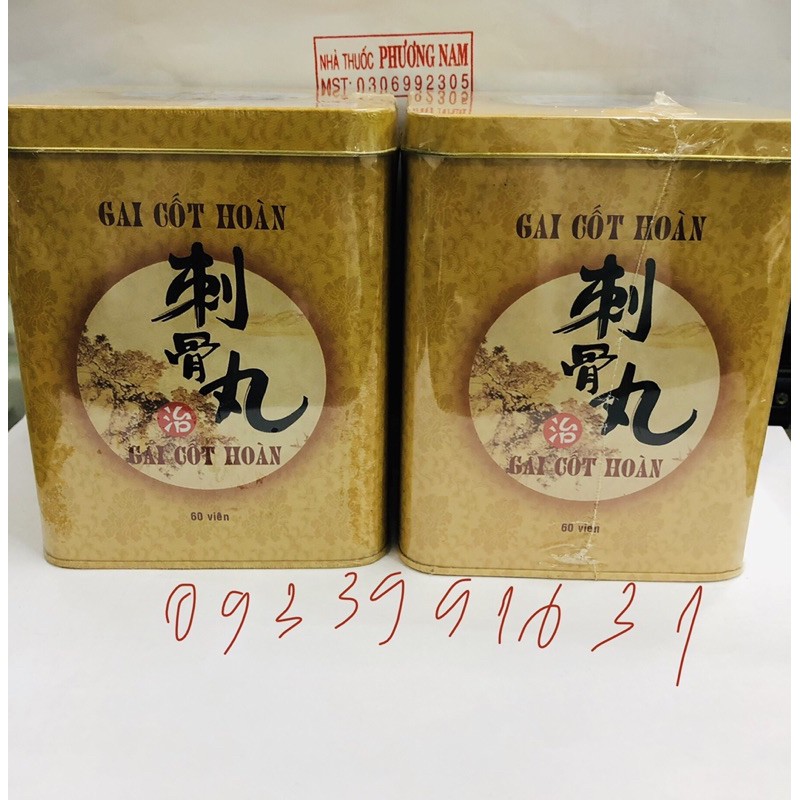 NHÀ THUỐC PHƯƠNG NAM
MST: 0306992305
GAI CỐT HOÀN
刺骨丸
治
GAI CỐT HOÀN
60 viên
GAI CỐT HOÀN
刺骨丸
治
GAI CỐT HOÀN
60 viên
0933991631